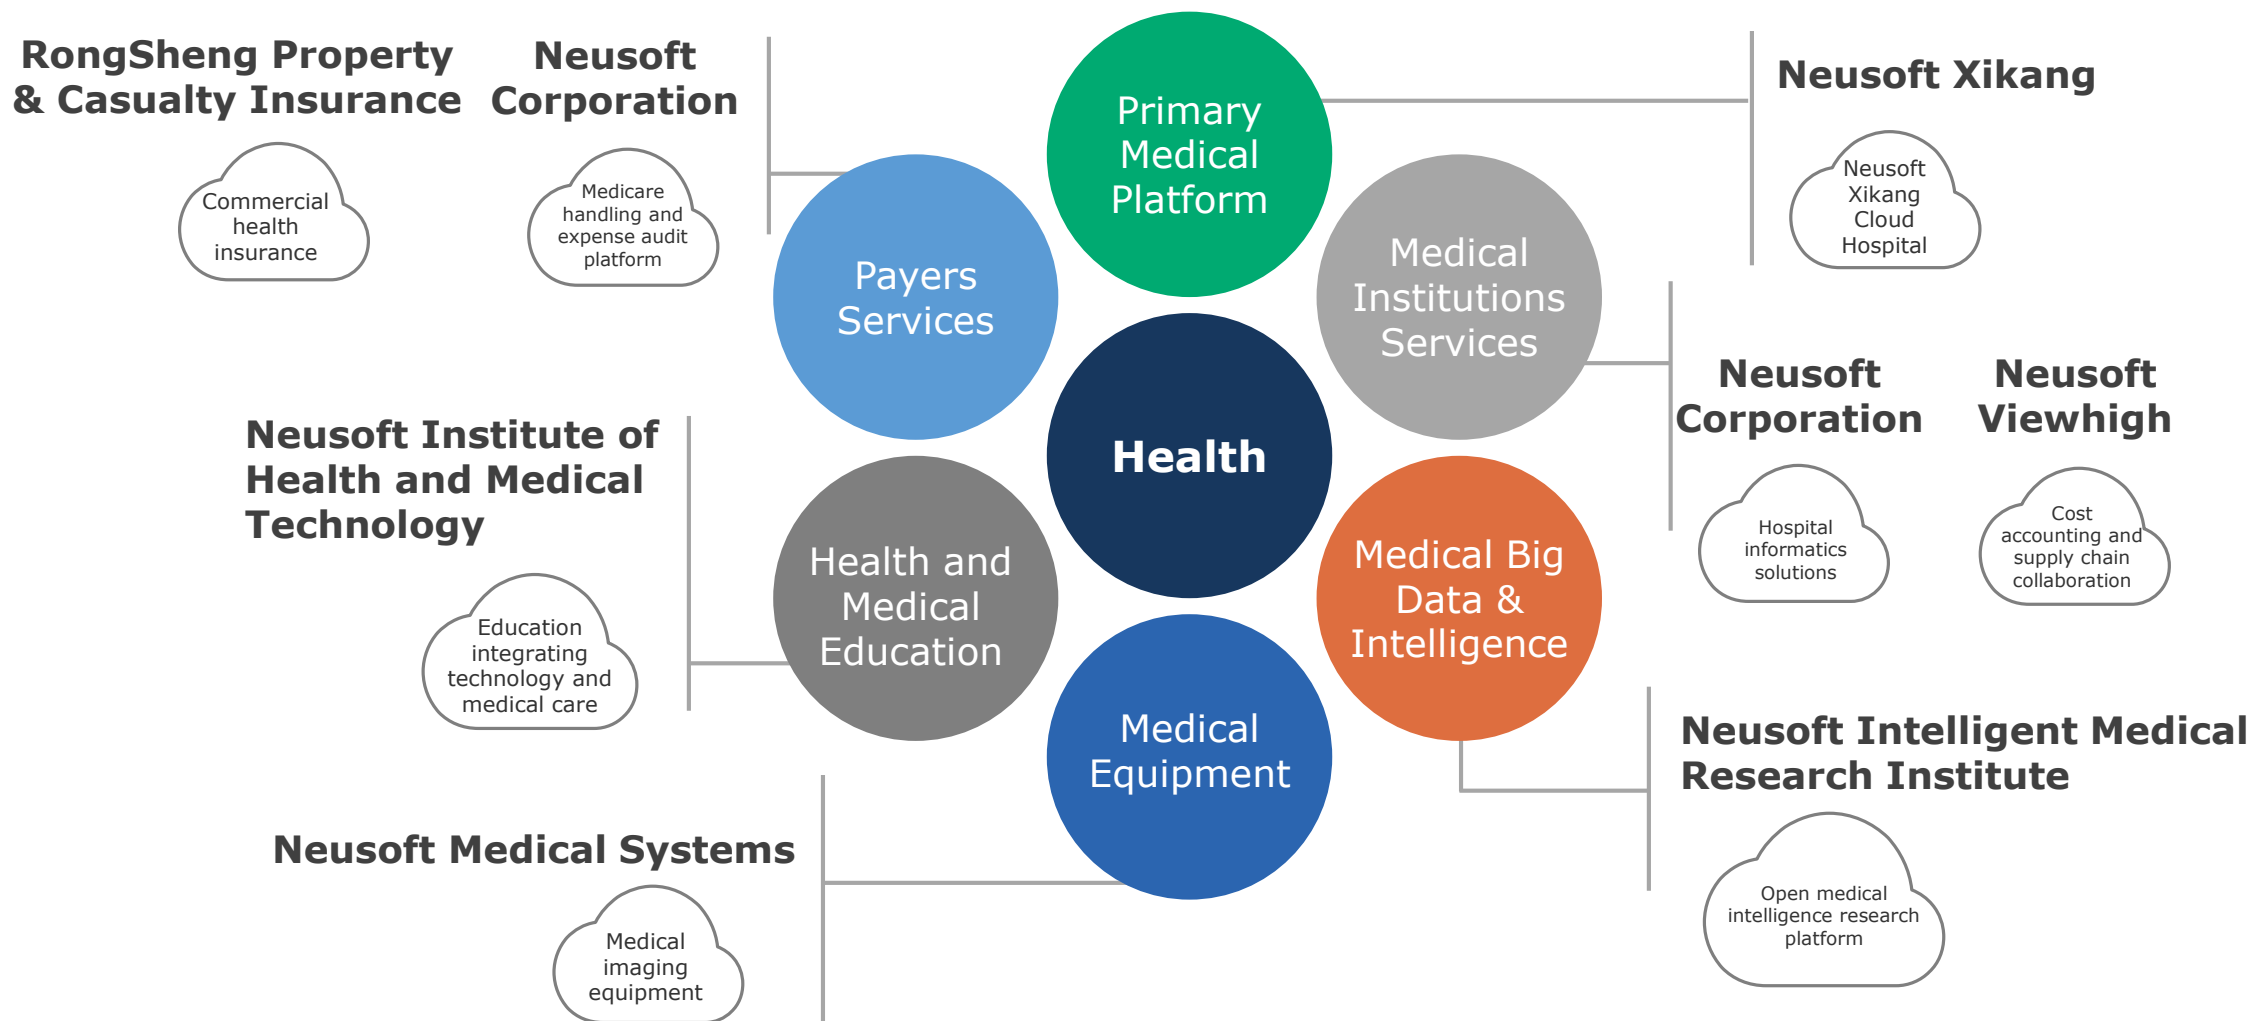 RongSheng Property
& Casualty Insurance
Commercial
health
insurance
Neusoft
Corporation
Medicare
handling and
expense audit
platform
Payers
Services
Primary
Medical
Platform
Neusoft Xikang
Neusoft
Xikang
Cloud
Hospital
Medical
Institutions
Services
Neusoft
Corporation
Hospital
informatics
solutions
Neusoft
Viewhigh
Cost
accounting and
supply chain
collaboration
Health
Neusoft Institute of
Health and Medical
Technology
Education
integrating
technology and
medical care
Health and
Medical
Education
Medical Big
Data &
Intelligence
Neusoft Intelligent Medical
Research Institute
Open medical
intelligence research
platform
Medical
Equipment
Neusoft Medical Systems
Medical
imaging
equipment